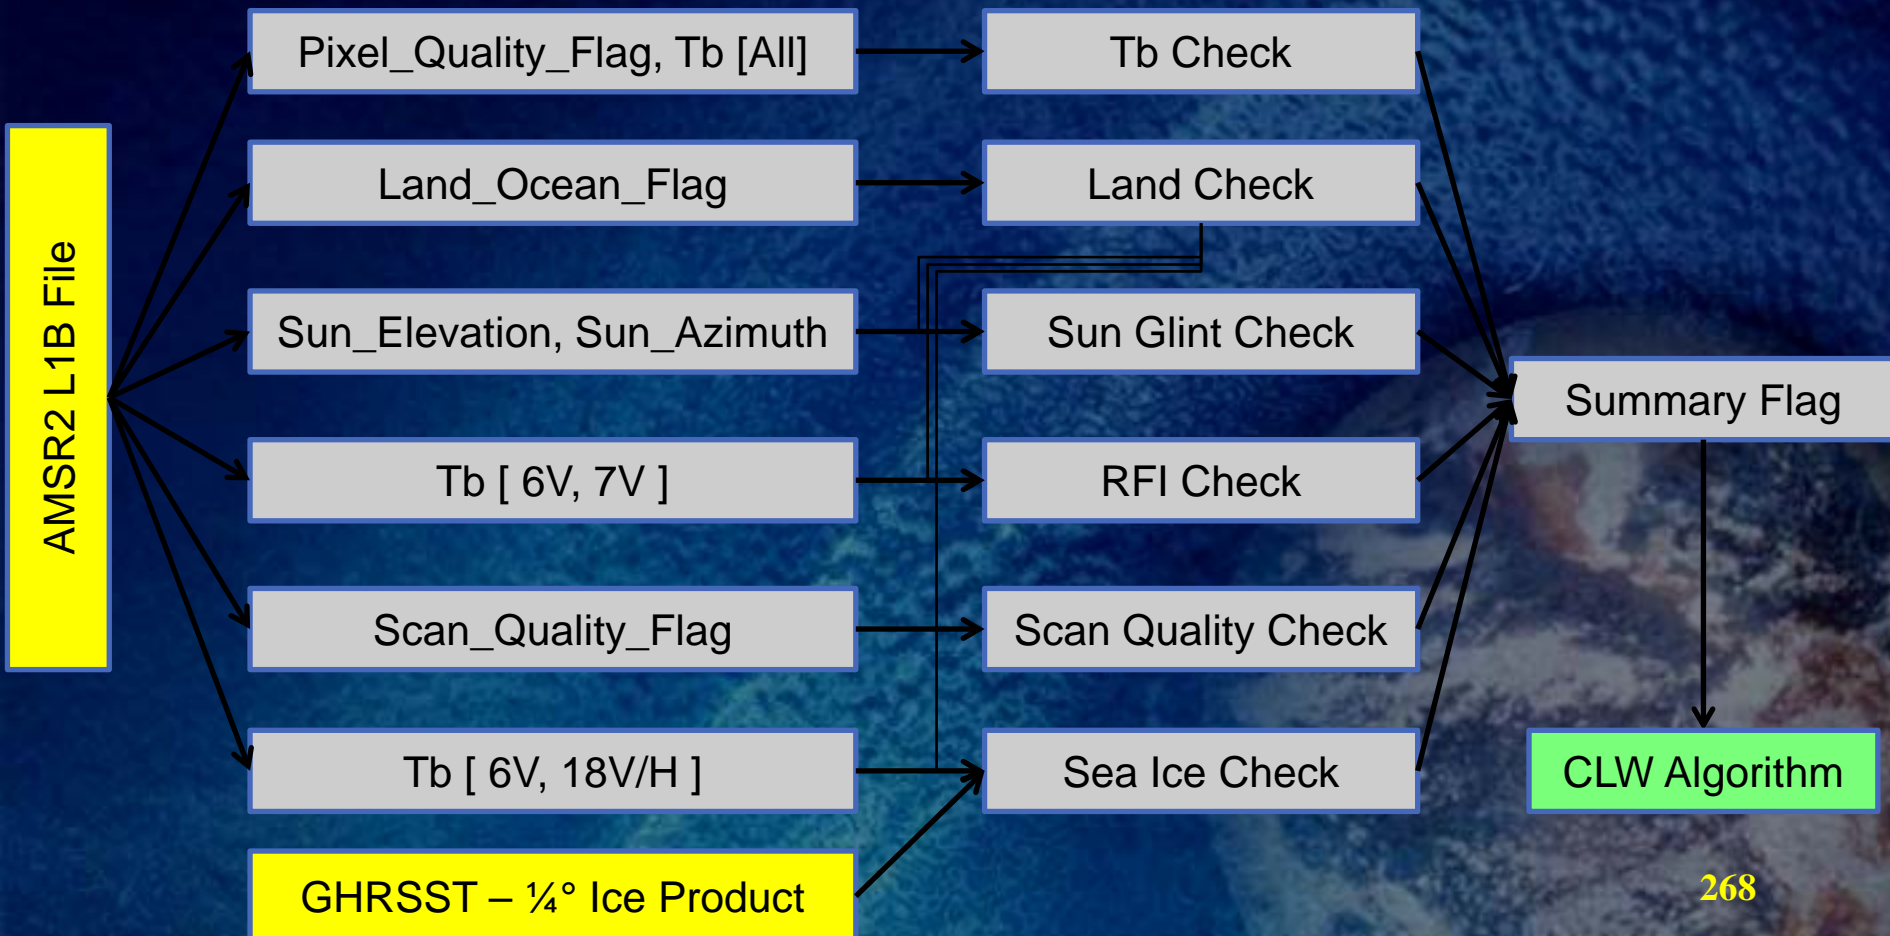 AMSR2 L1B File
Pixel_Quality_Flag, Tb [All]
Tb Check
Land_Ocean_Flag
Land Check
Sun_Elevation, Sun_Azimuth
Sun Glint Check
Summary Flag
Tb [ 6V, 7V ]
RFI Check
Scan_Quality_Flag
Scan Quality Check
Tb [ 6V, 18V/H ]
Sea Ice Check
CLW Algorithm
GHRSST – ¼° Ice Product
268